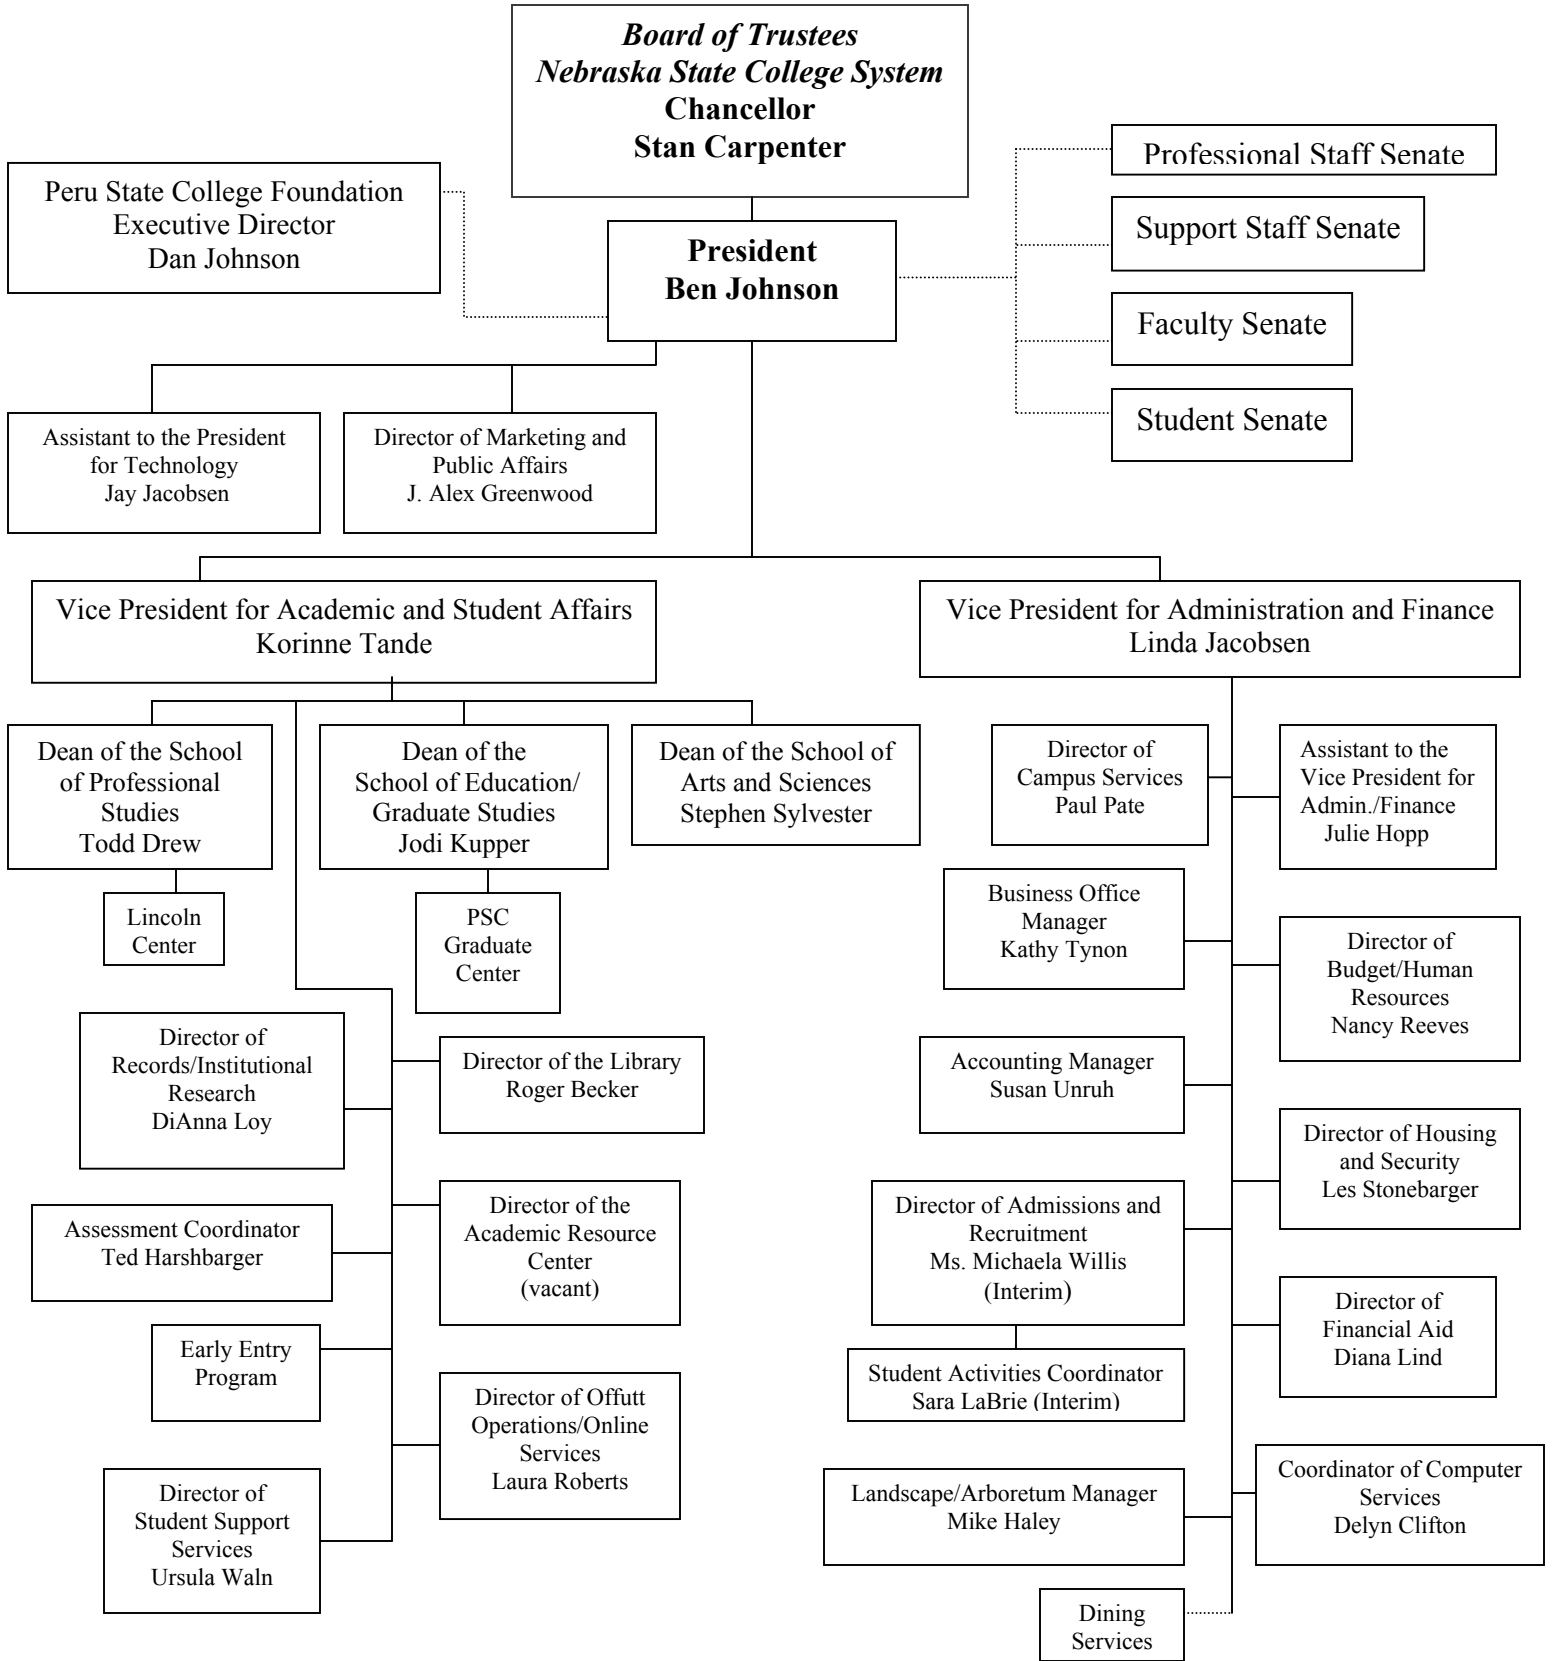 Board of Trustees
Nebraska State College System
Chancellor
Stan Carpenter
Professional Staff Senate
Peru State College Foundation
Executive Director
Dan Johnson
Support Staff Senate
President
Ben Johnson
Faculty Senate
Student Senate
Assistant to the President
for Technology
Jay Jacobsen
Director of Marketing and
Public Affairs
J. Alex Greenwood
Vice President for Academic and Student Affairs
Korinne Tande
Vice President for Administration and Finance
Linda Jacobsen
Dean of the School
of Professional
Studies
Todd Drew
Dean of the
School of Education/
Graduate Studies
Jodi Kupper
Dean of the School of
Arts and Sciences
Stephen Sylvester
Director of
Campus Services
Paul Pate
Assistant to the
Vice President for
Admin./Finance
Julie Hopp
Lincoln
Center
PSC
Graduate
Center
Business Office
Manager
Kathy Tynon
Director of
Budget/Human
Resources
Nancy Reeves
Director of
Records/Institutional
Research
DiAnna Loy
Director of the Library
Roger Becker
Accounting Manager
Susan Unruh
Director of Housing
and Security
Les Stonebarger
Assessment Coordinator
Ted Harshbarger
Director of the
Academic Resource
Center
(vacant)
Director of Admissions and
Recruitment
Ms. Michaela Willis
(Interim)
Director of
Financial Aid
Diana Lind
Early Entry
Program
Student Activities Coordinator
Sara LaBrie (Interim)
Director of Offutt
Operations/Online
Services
Laura Roberts
Coordinator of Computer
Services
Delyn Clifton
Director of
Student Support
Services
Ursula Waln
Landscape/Arboretum Manager
Mike Haley
Dining
Services